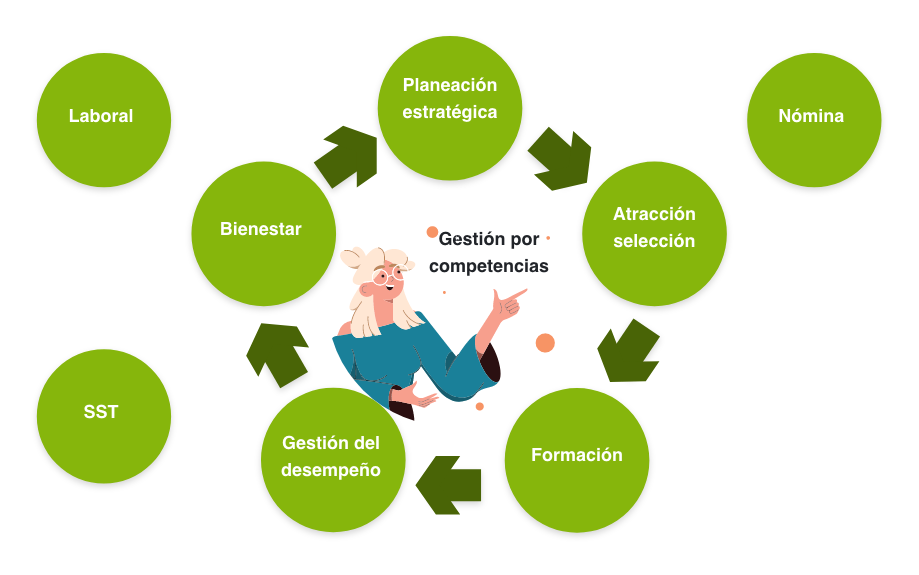 Planeación
estratégica
Laboral
Nómina
Atracción
selección
Bienestar
Gestión por
competencias
SST
Gestión del
desempeño
Formación